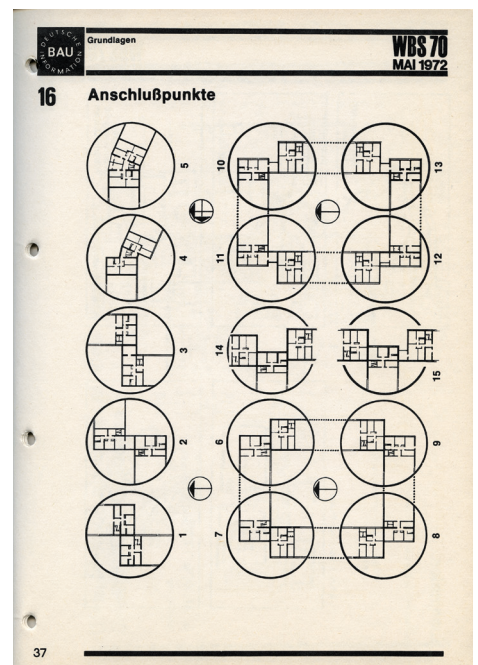 DEUTSCHE
BAU
INFORMATION
Grundlagen
WBS 70
MAI 1972
16 Anschlußpunkte
5
10
13
4
11
12
3
14
15
2
6
9
1
7
8
37